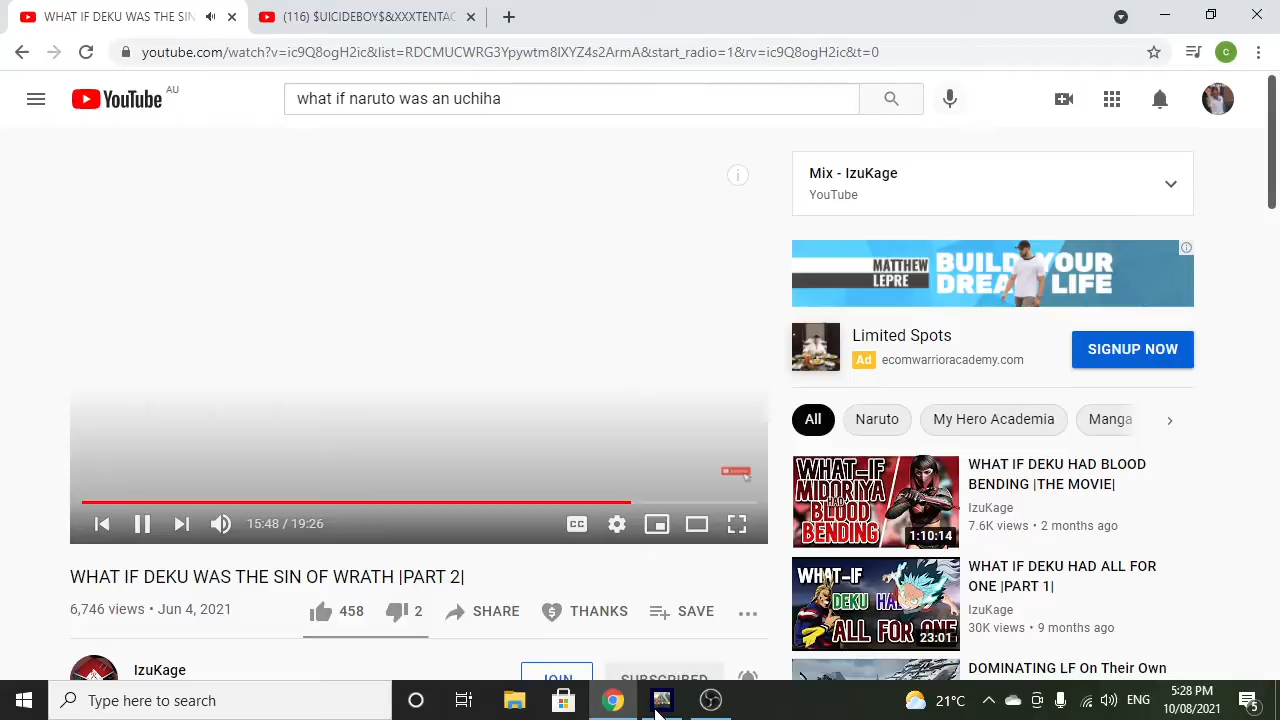 WHAT IF DEKU WAS THE SIN
(116) $UICIDEBOY$&XXXTENTAC
youtube.com/watch?v=ic9Q8ogH2ic&list=RDCMUCWRG3Ypywtm8IXYZ4s2ArmA&start_radio=1&rv=ic9Q8ogH2ic&t=0
c
YouTube AU
what if naruto was an uchiha
Mix - IzuKage
YouTube
MATTHEW LEPRE
BUILD YOUR
DREAM LIFE
Limited Spots
Ad ecomwarrioracademy.com
SIGNUP NOW
All
Naruto
My Hero Academia
Manga
WHAT-IF
MIDORIYA
HAD
BLOOD
BENDING
1:10:14
WHAT IF DEKU HAD BLOOD
BENDING |THE MOVIE|
IzuKage
7.6K views • 2 months ago
WHAT-IF
DEKU HAD
ALL FOR ONE
23:01
WHAT IF DEKU HAD ALL FOR
ONE |PART 1|
IzuKage
30K views • 9 months ago
DOMINATING LF On Their Own
CC
15:48 / 19:26
WHAT IF DEKU WAS THE SIN OF WRATH |PART 2|
6,746 views • Jun 4, 2021
458
2
SHARE
THANKS
SAVE
IzuKage
JOIN
SUBSCRIBED
Type here to search
21°C
ENG
5:28 PM
10/08/2021
5